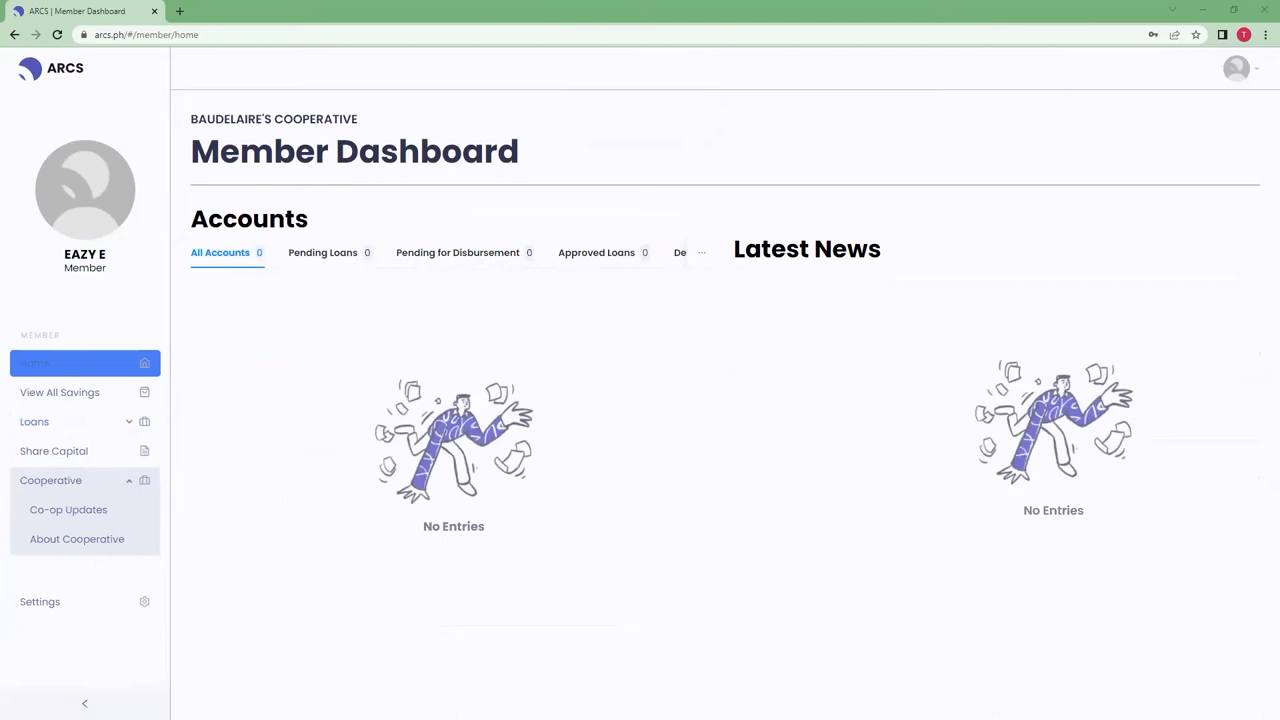 ARCS | Member Dashboard
arcs.ph/#/member/home
T
ARCS
EAZY E
Member
MEMBER
Home
View All Savings
Loans
Share Capital
Cooperative
Co-op Updates
About Cooperative
Settings
BAUDELAIRE'S COOPERATIVE
Member Dashboard
Accounts
All Accounts 0 Pending Loans 0 Pending for Disbursement 0 Approved Loans 0 De ···
No Entries
Latest News
No Entries